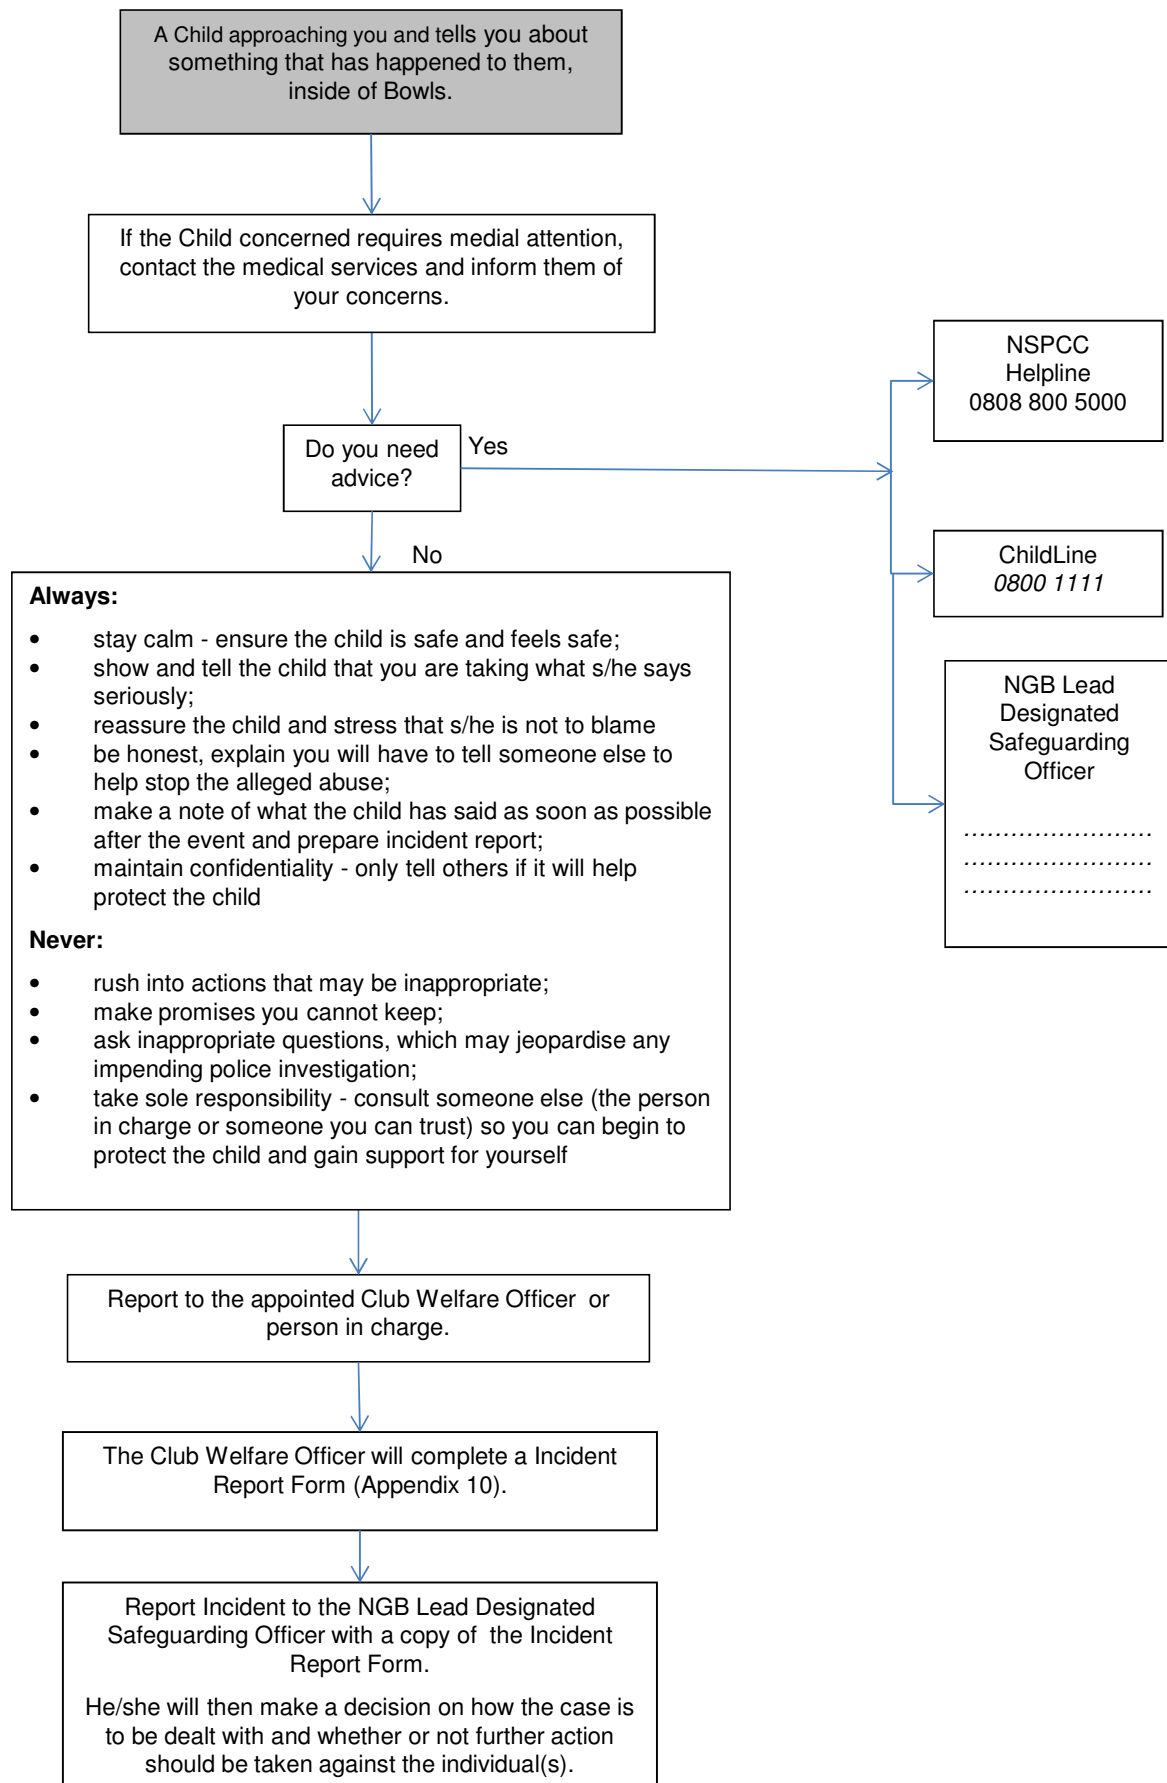 A Child approaching you and tells you about
something that has happened to them,
inside of Bowls.
If the Child concerned requires medial attention,
contact the medical services and inform them of
your concerns.
Do you need
advice?
Yes
NSPCC
Helpline
0808 800 5000
ChildLine
0800 1111
NGB Lead
Designated
Safeguarding
Officer
........................
........................
........................
No
Always:
• stay calm - ensure the child is safe and feels safe;
• show and tell the child that you are taking what s/he says
seriously;
• reassure the child and stress that s/he is not to blame
• be honest, explain you will have to tell someone else to
help stop the alleged abuse;
• make a note of what the child has said as soon as possible
after the event and prepare incident report;
• maintain confidentiality - only tell others if it will help
protect the child
Never:
• rush into actions that may be inappropriate;
• make promises you cannot keep;
• ask inappropriate questions, which may jeopardise any
impending police investigation;
• take sole responsibility - consult someone else (the person
in charge or someone you can trust) so you can begin to
protect the child and gain support for yourself
Report to the appointed Club Welfare Officer or
person in charge.
The Club Welfare Officer will complete a Incident
Report Form (Appendix 10).
Report Incident to the NGB Lead Designated
Safeguarding Officer with a copy of the Incident
Report Form.
He/she will then make a decision on how the case is
to be dealt with and whether or not further action
should be taken against the individual(s).